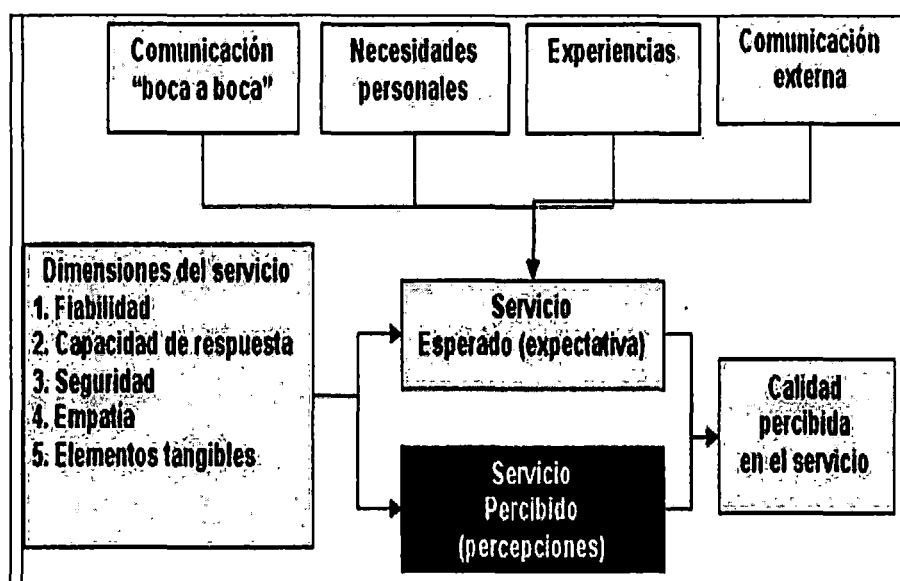 Comunicación
“boca a boca”
Necesidades
personales
Experiencias
Comunicación
externa
Dimensiones del servicio
1. Fiabilidad
2. Capacidad de respuesta
3. Seguridad
4. Empatia
5. Elementos tangibles
Servicio
Esperado (expectativa)
Servicio
Percibido
(percepciones)
Calidad
percibida
en el servicio